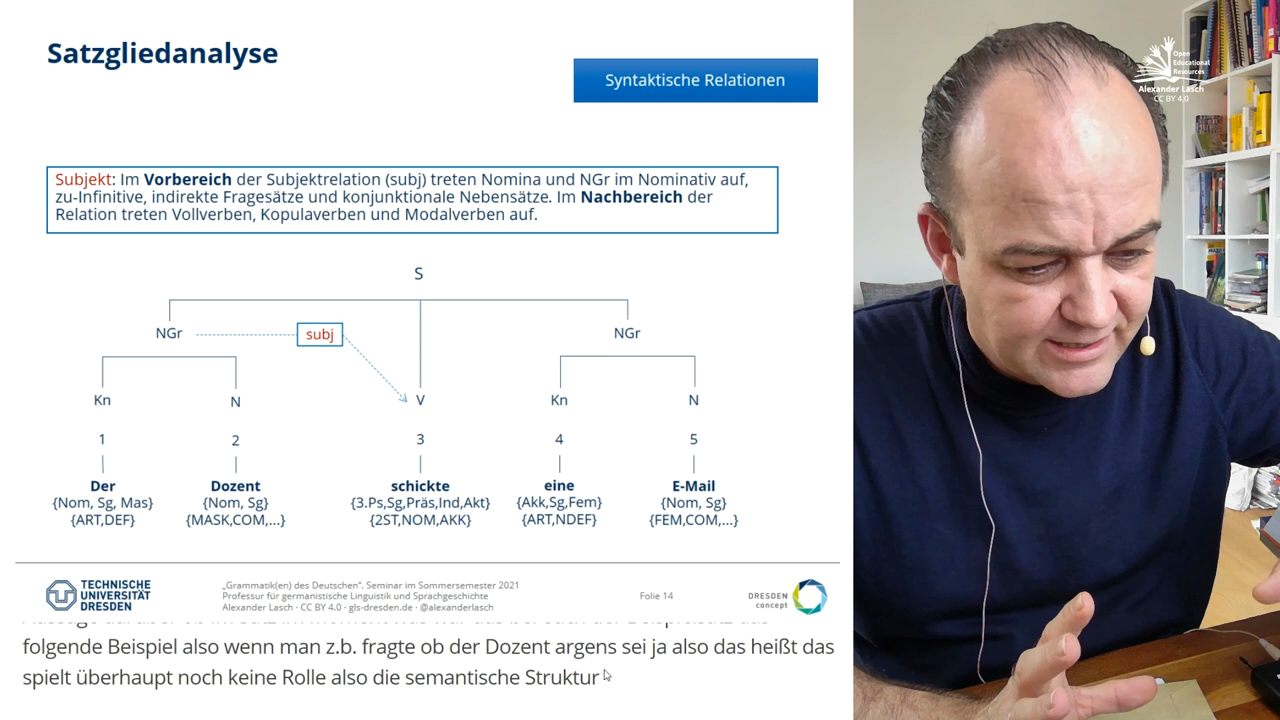 Satzgliedanalyse
Syntaktische Relationen
Open
Educational
Resources
Alexander Lasch
CC BY 4.0
Subjekt: Im Vorbereich der Subjektrelation (subj) treten Nomina und NGr im Nominativ auf,
zu-Infinitive, indirekte Fragesätze und konjunktionale Nebensätze. Im Nachbereich der
Relation treten Vollverben, Kopulaverben und Modalverben auf.
S
NGr subj NGr
Kn N V Kn N
1 2 3 4 5
Der Dozent schickte eine E-Mail
{Nom, Sg, Mas} {Nom, Sg} {3.Ps,Sg,Präs,Ind,Akt} {Akk,Sg,Fem} {Nom, Sg}
{ART,DEF} {MASK,COM,...} {2ST,NOM,AKK} {ART,NDEF} {FEM,COM,...}
TECHNISCHE
UNIVERSITÄT
DRESDEN
„Grammatik(en) des Deutschen“. Seminar im Sommersemester 2021
Professur für germanistische Linguistik und Sprachgeschichte
Alexander Lasch · CC BY 4.0 · gls-dresden.de · @alexanderlasch
Folie 14
DRESDEN
concept
folgende Beispiel also wenn man z.b. fragte ob der Dozent argens sei ja also das heißt das
spielt überhaupt noch keine Rolle also die semantische Struktur